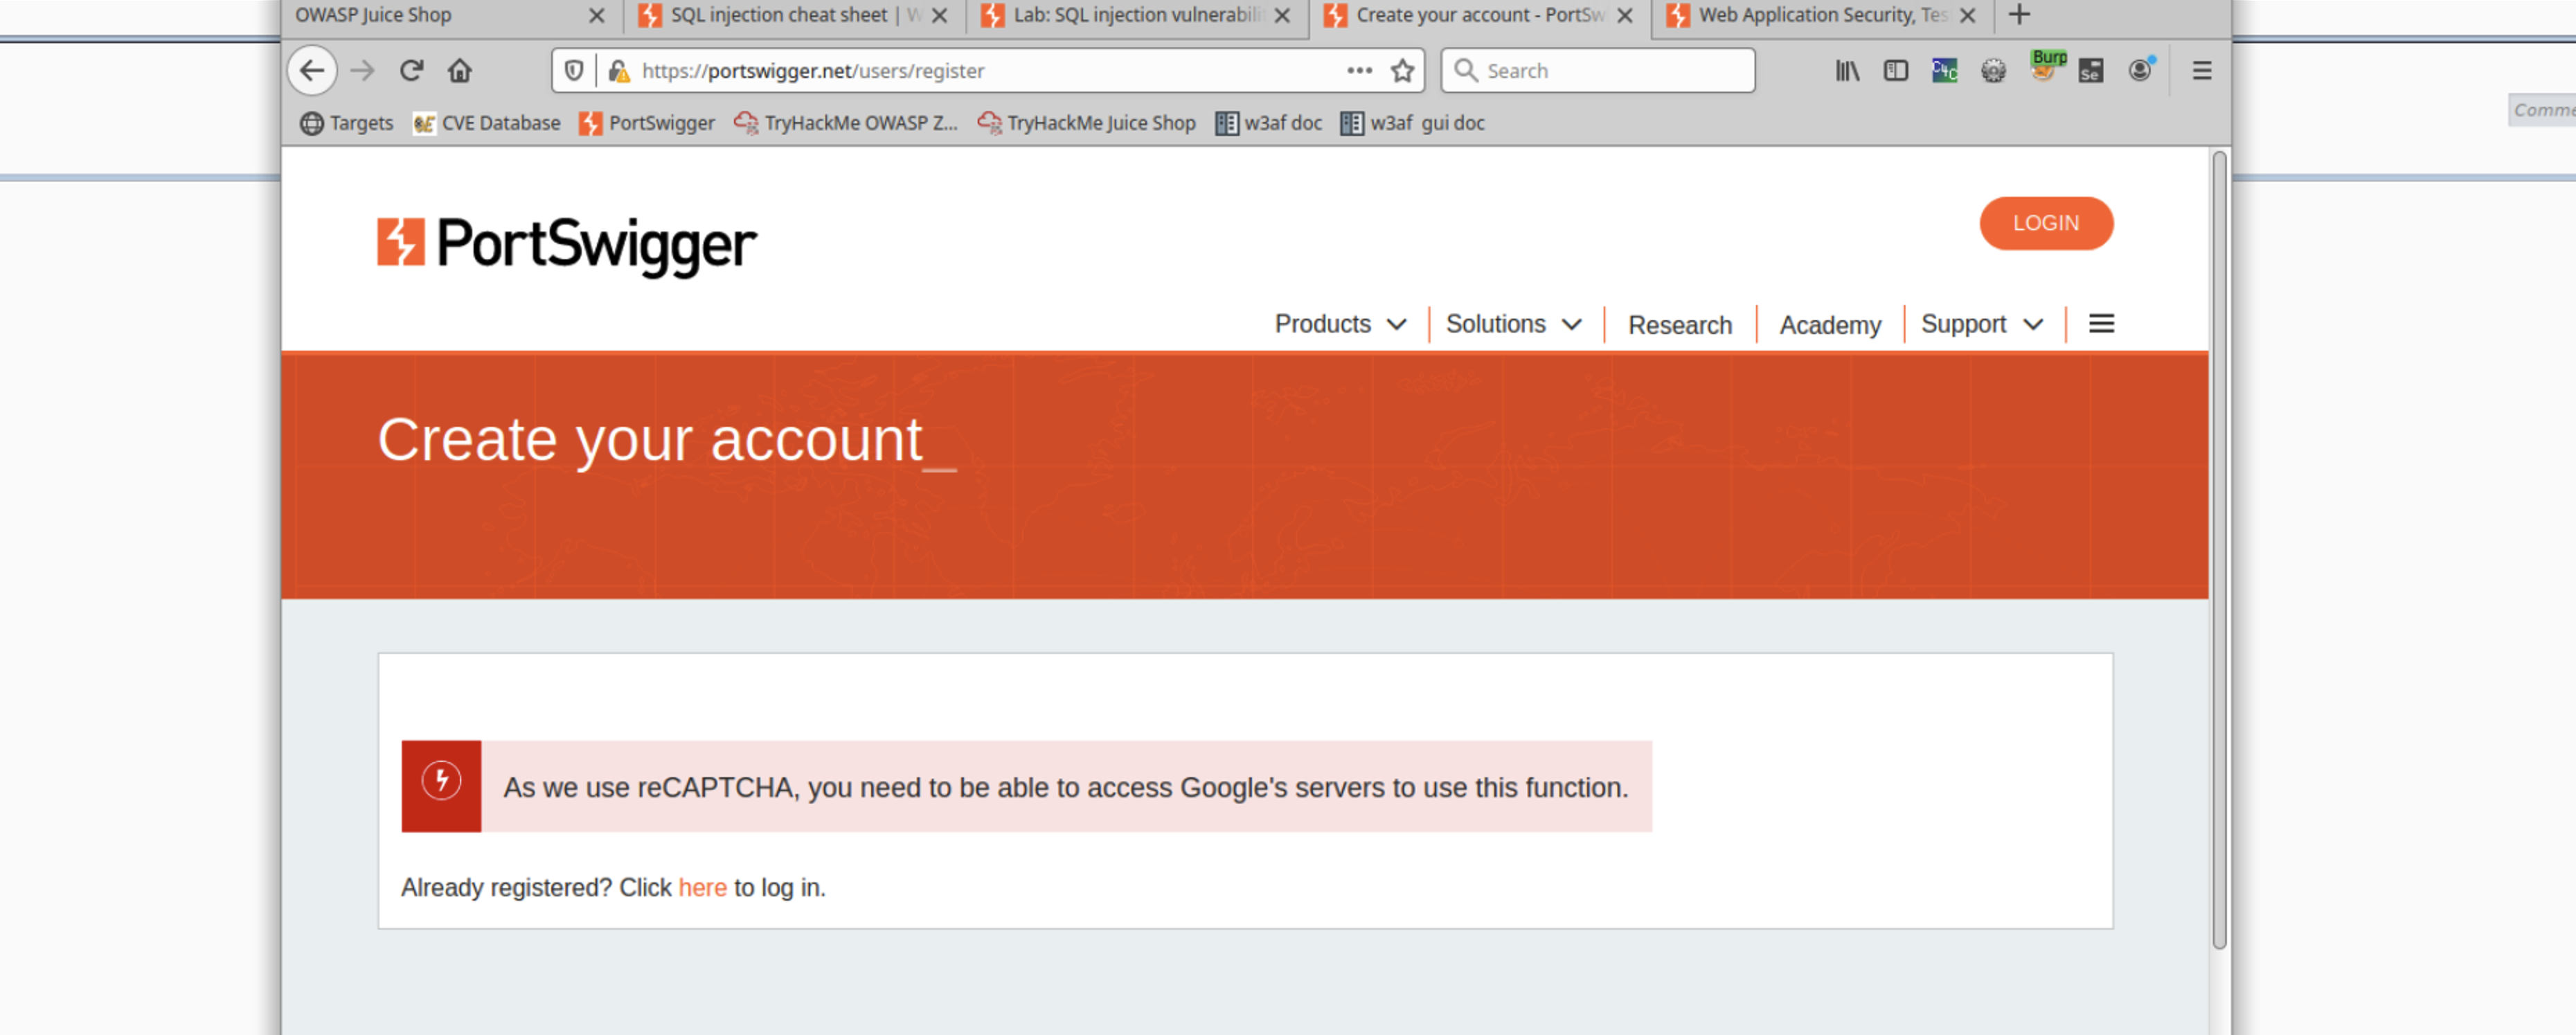 OWASP Juice Shop
SQL injection cheat sheet | W
Lab: SQL injection vulnerabili
Create your account - PortSw
Web Application Security, Tes
https://portswigger.net/users/register
Search
Burp
C4C
Se
Targets
CVE Database
PortSwigger
TryHackMe OWASP Z...
TryHackMe Juice Shop
w3af doc
w3af gui doc
Comme
PortSwigger
LOGIN
Products
Solutions
Research
Academy
Support
Create your account_
As we use reCAPTCHA, you need to be able to access Google's servers to use this function.
Already registered? Click here to log in.